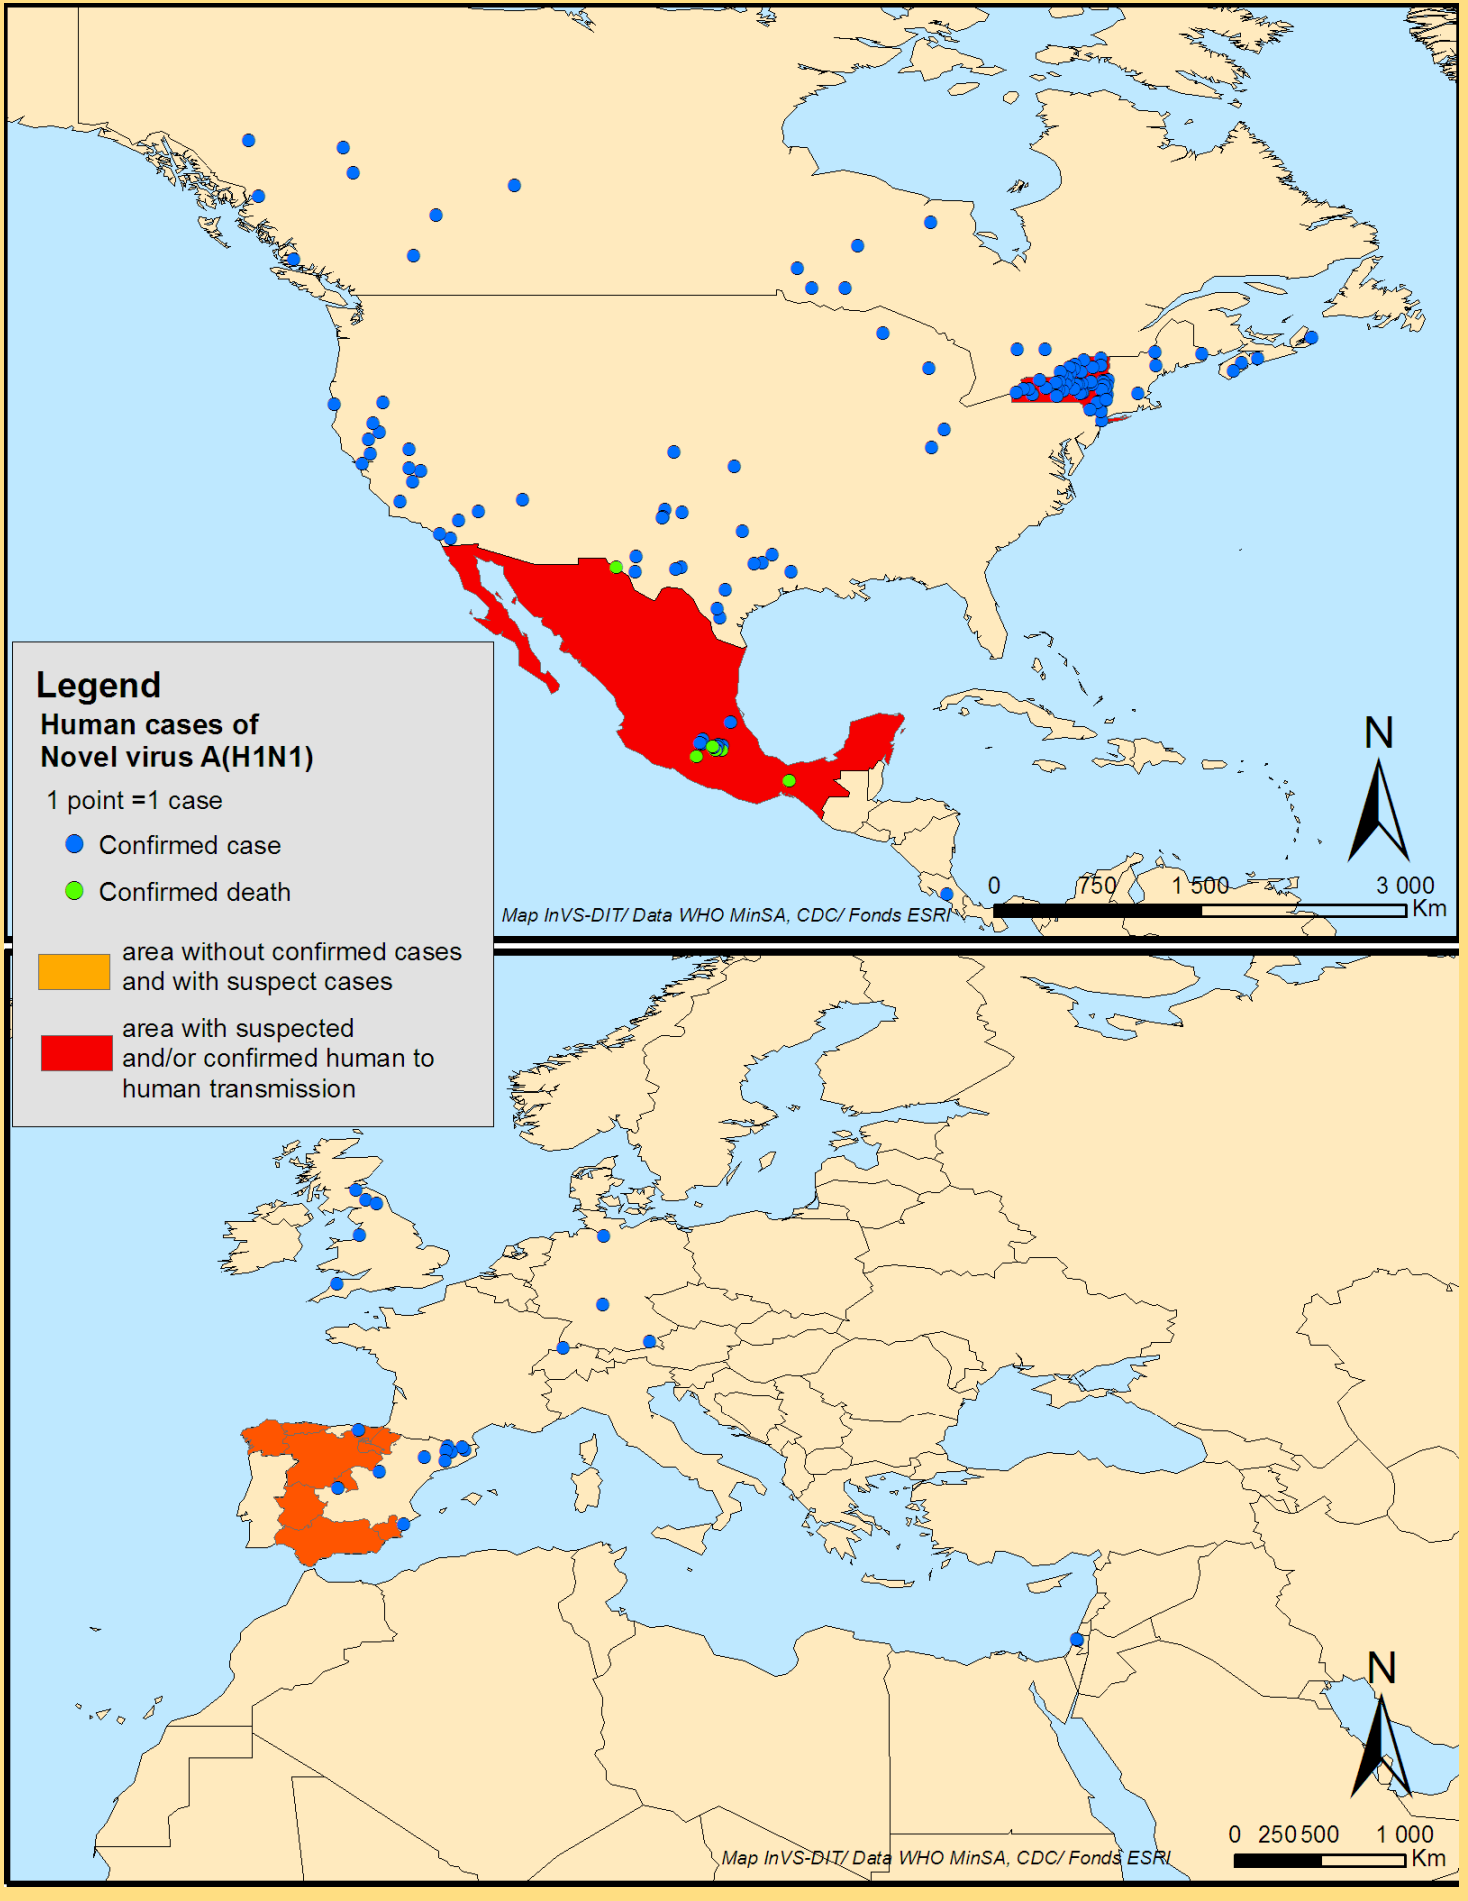 Legend
Human cases of
Novel virus A(H1N1)
1 point =1 case
Confirmed case
Confirmed death
area without confirmed cases
and with suspect cases
area with suspected
and/or confirmed human to
human transmission
N
0 750 1 500 3 000
Km
Map InVS-DIT/ Data WHO MinSA, CDC/ Fonds ESRI
N
0 250 500 1 000
Km
Map InVS-DIT/ Data WHO MinSA, CDC/ Fonds ESRI